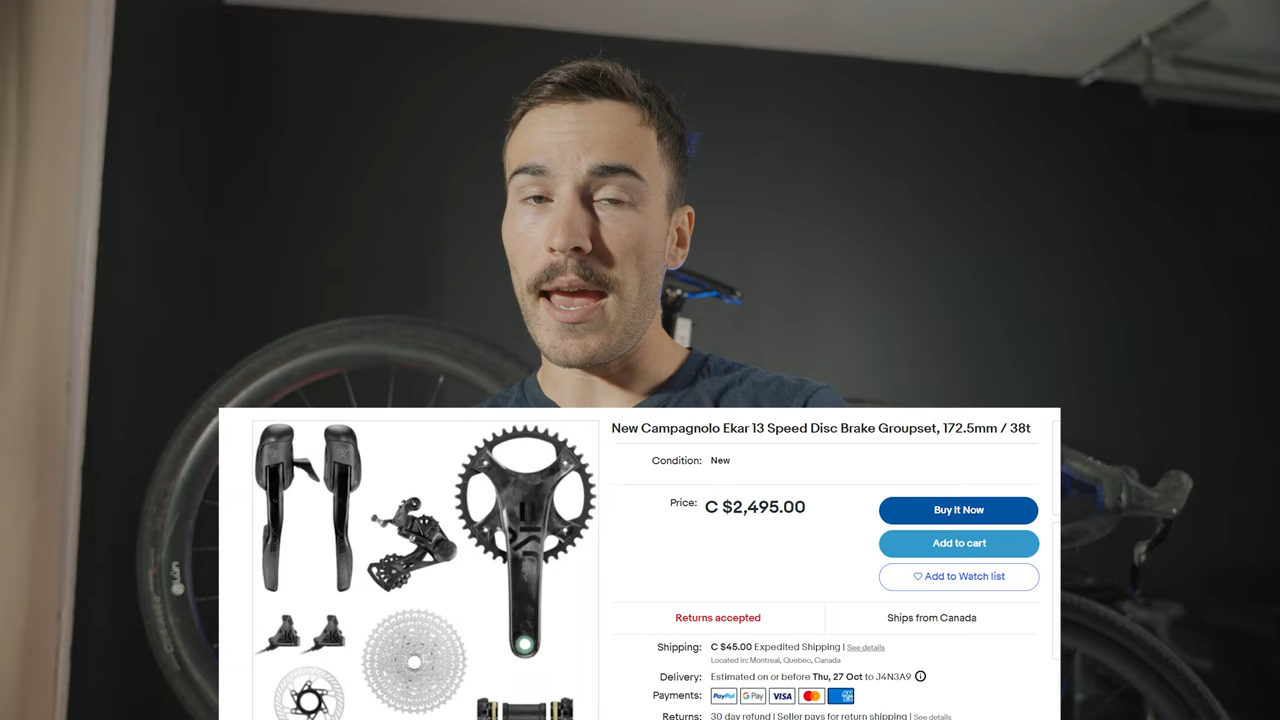 New Campagnolo Ekar 13 Speed Disc Brake Groupset, 172.5mm / 38t
Condition: New
Price: C $2,495.00
Buy It Now
Add to cart
Add to Watch list
Returns accepted
Ships from Canada
Shipping: C $45.00 Expedited Shipping | See details
Located in: Montreal, Quebec, Canada
Delivery: Estimated on or before Thu, 27 Oct to J4N3A9
Payments: PayPal G Pay VISA
Returns: 30 day refund | Seller pays for return shipping | See details